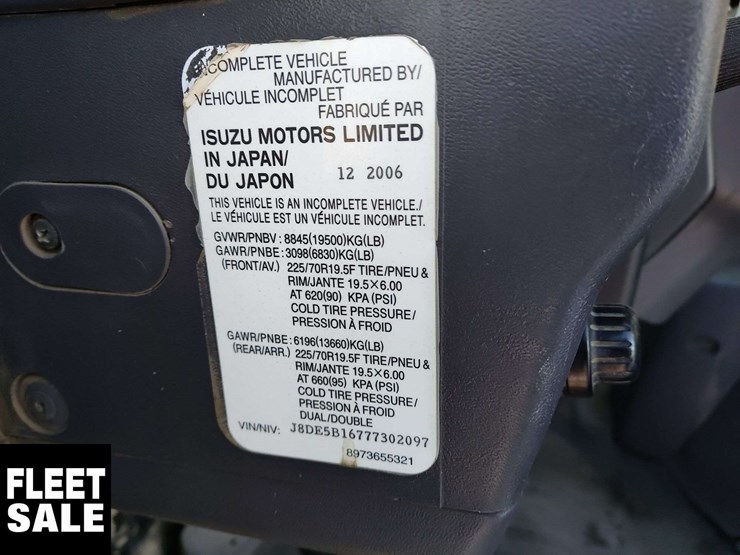 COMPLETE VEHICLE
MANUFACTURED BY/
VÉHICULE INCOMPLET
FABRIQUÉ PAR
ISUZU MOTORS LIMITED
IN JAPAN/
DU JAPON 12 2006
THIS VEHICLE IS AN INCOMPLETE VEHICLE./
LE VÉHICULE EST UN VÉHICULE INCOMPLET.
GVWR/PNBV : 8845(19500)KG(LB)
GAWR/PNBE : 3098(6830)KG(LB)
(FRONT/AV.) 225/70R19.5F TIRE/PNEU &
RIM/JANTE 19.5×6.00
AT 620(90) KPA (PSI)
COLD TIRE PRESSURE/
PRESSION À FROID
GAWR/PNBE : 6196(13660)KG(LB)
(REAR/ARR.) 225/70R19.5F TIRE/PNEU &
RIM/JANTE 19.5×6.00
AT 660(95) KPA (PSI)
COLD TIRE PRESSURE/
PRESSION À FROID
DUAL/DOUBLE
VIN/NIV: J8DE5B16777302097
8973655321
FLEET
SALE